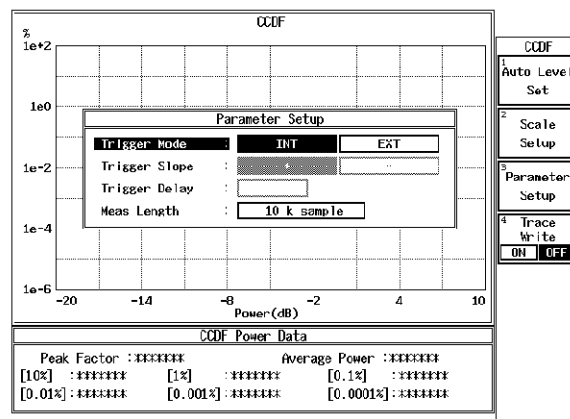 CCDF
%
1e+2
1e0
1e-2
1e-4
1e-6
-20 -14 -8 -2 4 10
Power(dB)
Parameter Setup
Trigger Mode : INT EXT
Trigger Slope : + -
Trigger Delay :
Meas Length : 10 k sample
CCDF Power Data
Peak Factor :******* Average Power :*******
[10%] :******* [1%] :******* [0.1%] :*******
[0.01%]:******* [0.001%]:******* [0.0001%]:*******
CCDF
1
Auto Level
Set
2
Scale
Setup
3
Parameter
Setup
4 Trace
Write
ON OFF